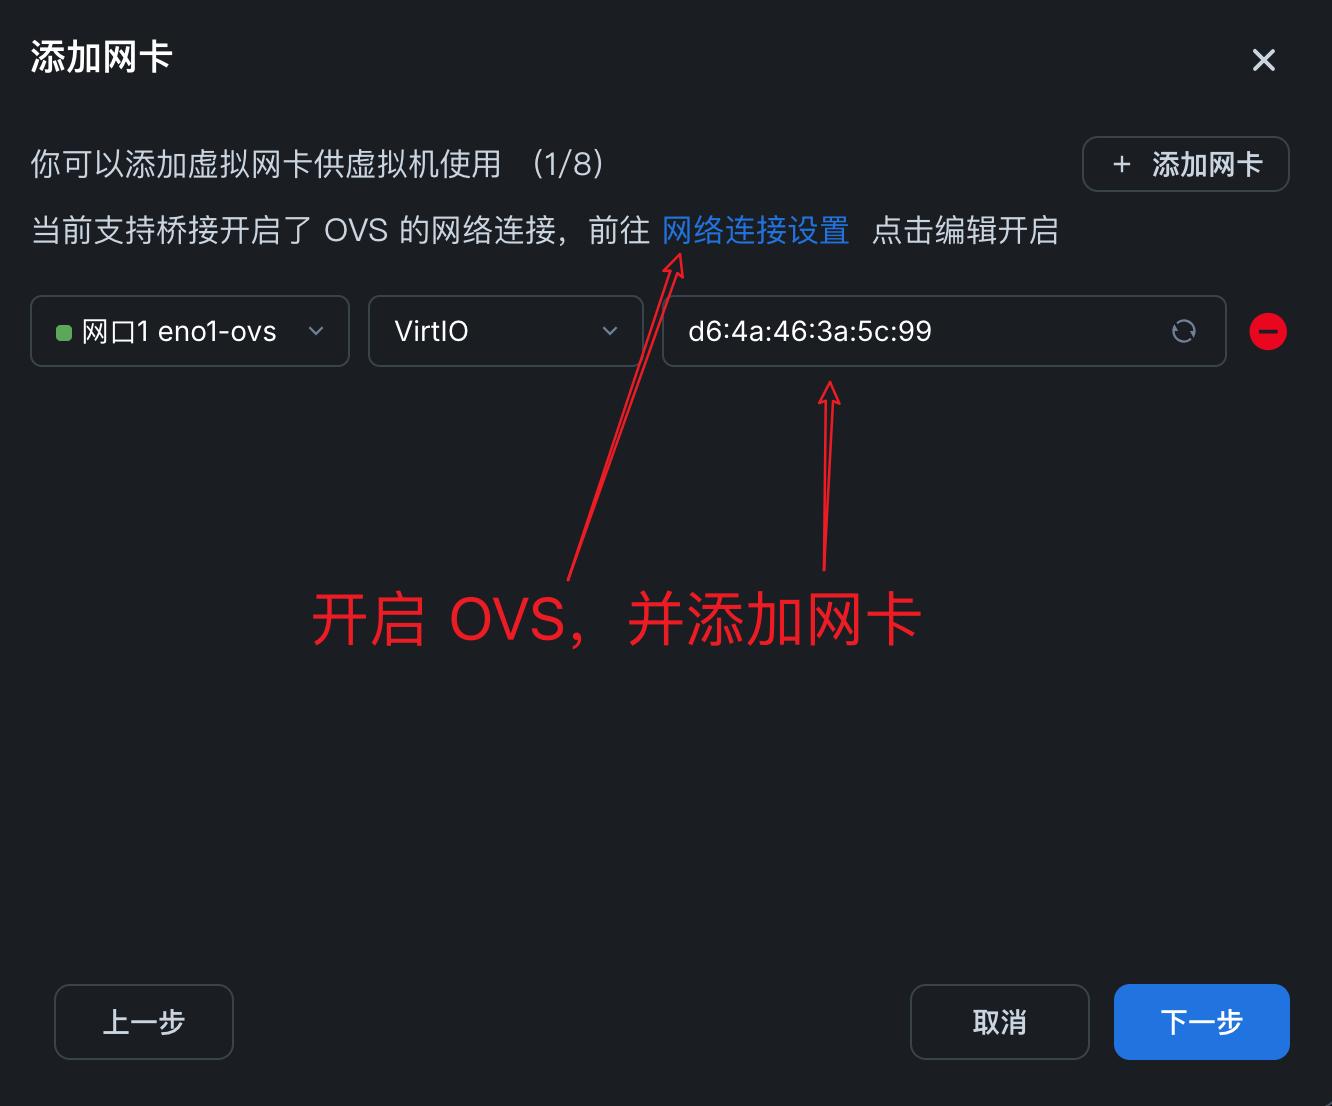 添加网卡
你可以添加虚拟网卡供虚拟机使用 (1/8)
+ 添加网卡
当前支持桥接开启了 OVS 的网络连接，前往 网络连接设置 点击编辑开启
网口1 eno1-ovs
VirtIO
d6:4a:46:3a:5c:99
开启 OVS，并添加网卡
上一步
取消
下一步